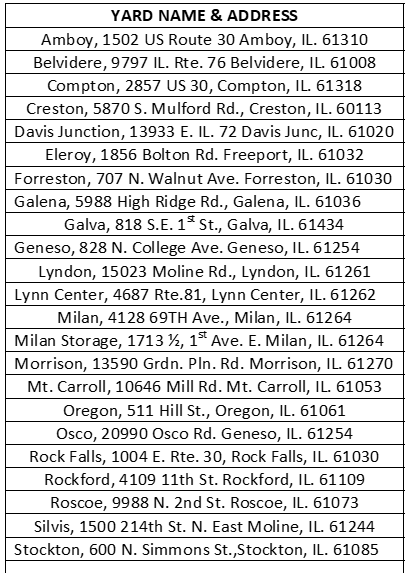 YARD NAME & ADDRESS
Amboy, 1502 US Route 30 Amboy, IL. 61310
Belvidere, 9797 IL. Rte. 76 Belvidere, IL. 61008
Compton, 2857 US 30, Compton, IL. 61318
Creston, 5870 S. Mulford Rd., Creston, IL. 60113
Davis Junction, 13933 E. IL. 72 Davis Junc, IL. 61020
Eleroy, 1856 Bolton Rd. Freeport, IL. 61032
Forreston, 707 N. Walnut Ave. Forreston, IL. 61030
Galena, 5988 High Ridge Rd., Galena, IL. 61036
Galva, 818 S.E. 1st St., Galva, IL. 61434
Geneso, 828 N. College Ave. Geneso, IL. 61254
Lyndon, 15023 Moline Rd., Lyndon, IL. 61261
Lynn Center, 4687 Rte.81, Lynn Center, IL. 61262
Milan, 4128 69TH Ave., Milan, IL. 61264
Milan Storage, 1713 ½, 1st Ave. E. Milan, IL. 61264
Morrison, 13590 Grdn. Pln. Rd. Morrison, IL. 61270
Mt. Carroll, 10646 Mill Rd. Mt. Carroll, IL. 61053
Oregon, 511 Hill St., Oregon, IL. 61061
Osco, 20990 Osco Rd. Geneso, IL. 61254
Rock Falls, 1004 E. Rte. 30, Rock Falls, IL. 61030
Rockford, 4109 11th St. Rockford, IL. 61109
Roscoe, 9988 N. 2nd St. Roscoe, IL. 61073
Silvis, 1500 214th St. N. East Moline, IL. 61244
Stockton, 600 N. Simmons St.,Stockton, IL. 61085